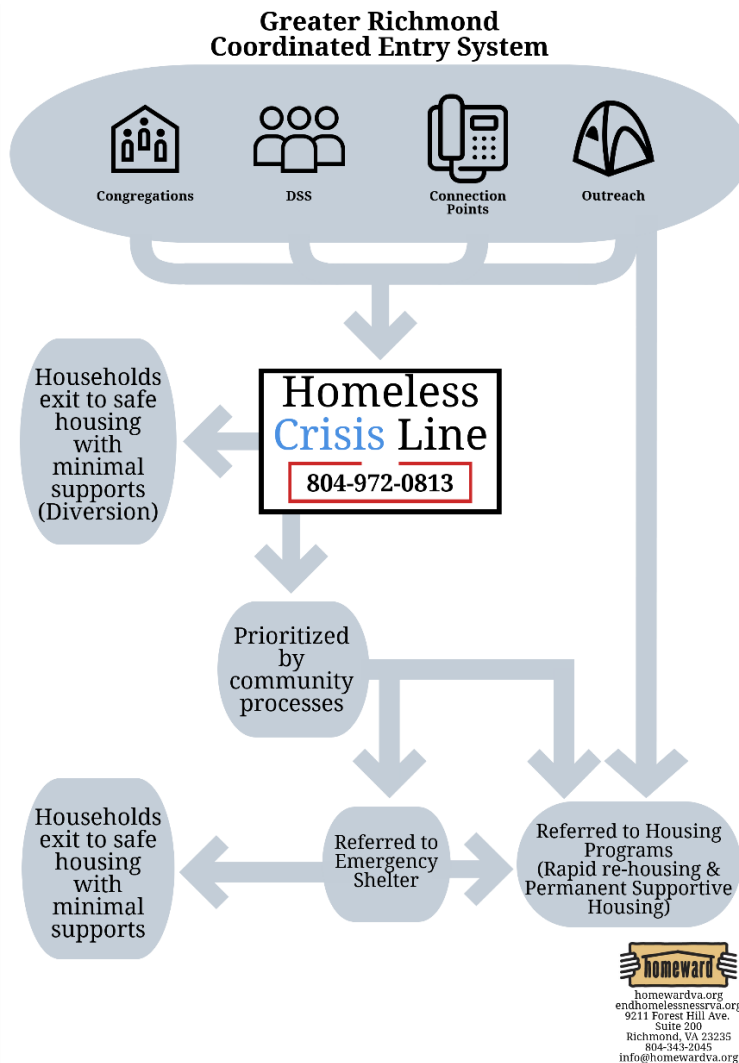 Greater Richmond
Coordinated Entry System
Congregations
DSS
Connection
Points
Outreach
Homeless
Crisis Line
804-972-0813
Households
exit to safe
housing
with
minimal
supports
(Diversion)
Prioritized
by
community
processes
Households
exit to safe
housing
with
minimal
supports
Referred to
Emergency
Shelter
Referred to Housing
Programs
(Rapid re-housing &
Permanent Supportive
Housing)
homeward
homewardva.org
endhomelessnessrva.org
9211 Forest Hill Ave.
Suite 200
Richmond, VA 23235
804-343-2045
info@homewardva.org